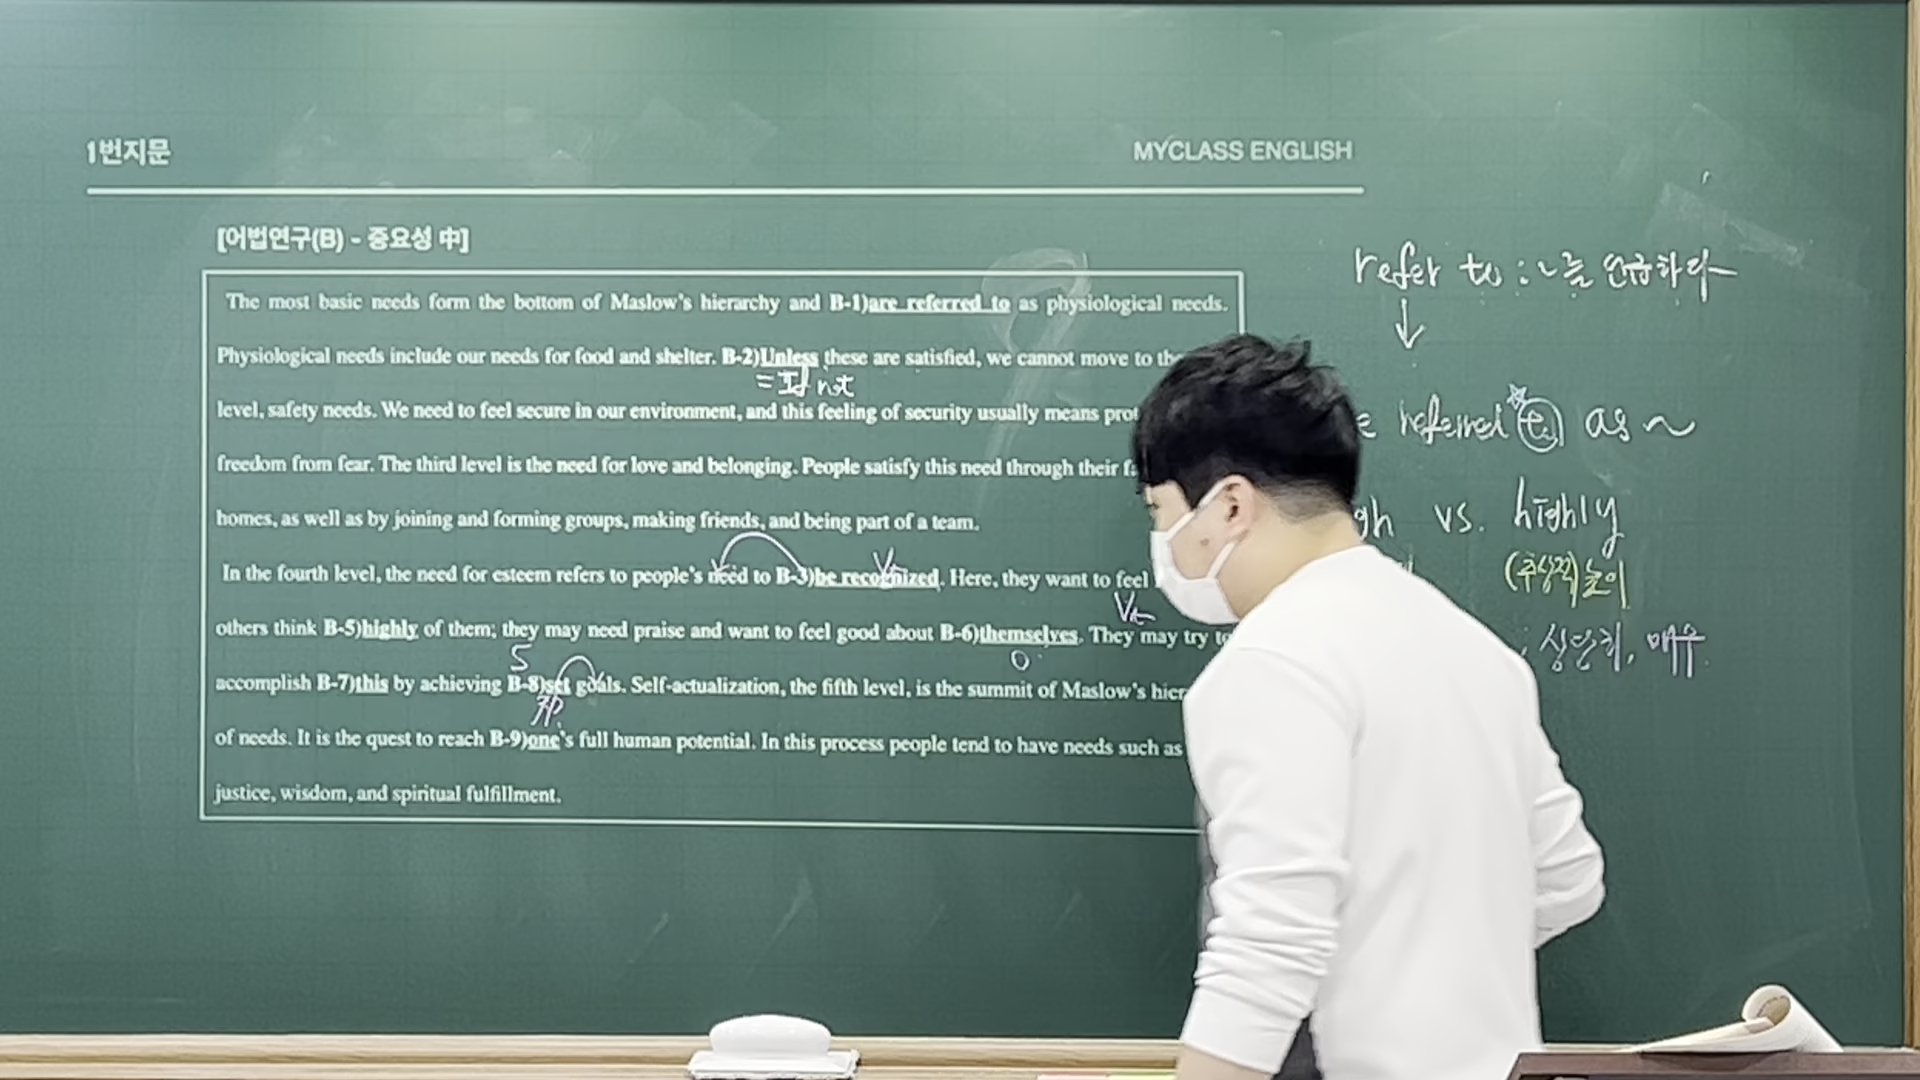 1번지문
MYCLASS ENGLISH
[어법연구(B) - 중요성 中]
The most basic needs form the bottom of Maslow's hierarchy and B-1)are referred to as physiological needs.
Physiological needs include our needs for food and shelter. B-2)Unless these are satisfied, we cannot move to the
= If not
level, safety needs. We need to feel secure in our environment, and this feeling of security usually means
freedom from fear. The third level is the need for love and belonging. People satisfy this need through their
homes, as well as by joining and forming groups, making friends, and being part of a team.
In the fourth level, the need for esteem refers to people's need to B-3)be recognized. Here, they want to feel
others think B-5)highly of them; they may need praise and want to feel good about B-6)themselves. They may try to
S
O
accomplish B-7)this by achieving B-8)set goals. Self-actualization, the fifth level, is the summit of Maslow's
of needs. It is the quest to reach B-9)one's full human potential. In this process people tend to have needs such as
justice, wisdom, and spiritual fulfillment.
refer to : ~를 언급하다
↓
referred to as ~
vs. highly
(추상적) 높이
상당히, 매우